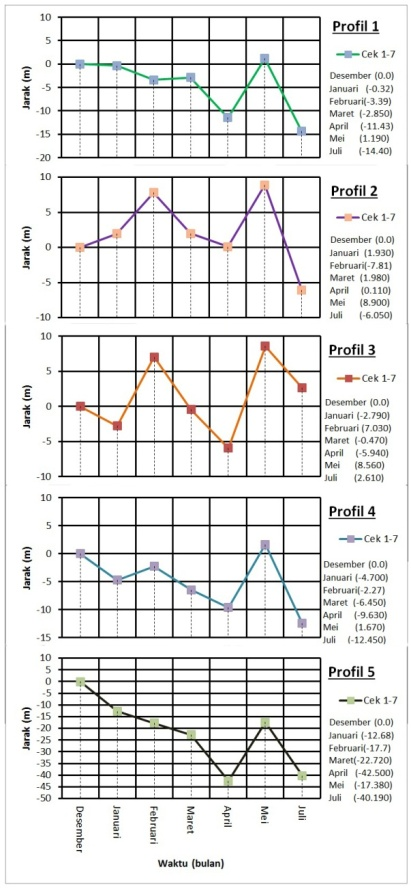 Profil 1
10
5
0
-5
-10
-15
-20
Jarak (m)
Cek 1-7
Desember (0.0)
Januari (-0.32)
Februari(-3.39)
Maret (-2.850)
April (-11.43)
Mei (1.190)
Juli (-14.40)
Profil 2
10
5
0
-5
-10
Jarak (m)
Cek 1-7
Desember (0.0)
Januari (1.930)
Februari(-7.81)
Maret (1.980)
April (0.110)
Mei (8.900)
Juli (-6.050)
Profil 3
10
5
0
-5
-10
Jarak (m)
Cek 1-7
Desember (0.0)
Januari (-2.790)
Februari (7.030)
Maret (-0.470)
April (-5.940)
Mei (8.560)
Juli (2.610)
Profil 4
10
5
0
-5
-10
-15
Jarak (m)
Cek 1-7
Desember (0.0)
Januari (-4.700)
Februari(-2.27)
Maret (-6.450)
April (-9.630)
Mei (1.670)
Juli (-12.450)
Profil 5
10
5
0
-5
-10
-15
-20
-25
-30
-35
-40
-45
-50
Jarak (m)
Cek 1-7
Desember (0.0)
Januari (-12.68)
Februari(-17.7)
Maret(-22.720)
April (-42.500)
Mei (-17.380)
Juli (-40.190)
Desember
Januari
Februari
Maret
April
Mei
Juli
Waktu (bulan)